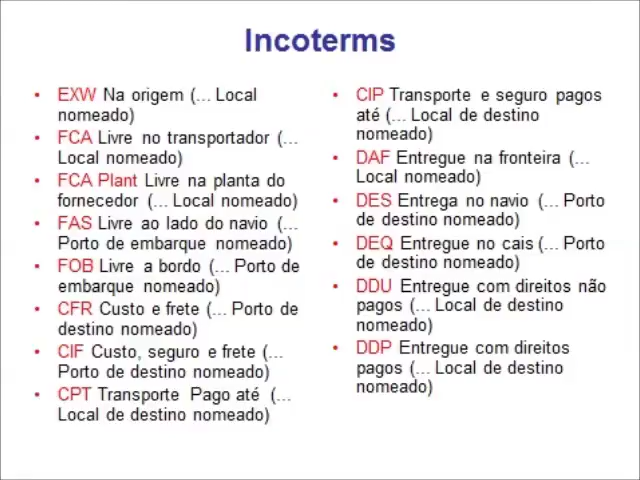 Incoterms
• EXW Na origem (... Local
nomeado)
• FCA Livre no transportador (...
Local nomeado)
• FCA Plant Livre na planta do
fornecedor (... Local nomeado)
• FAS Livre ao lado do navio (...
Porto de embarque nomeado)
• FOB Livre a bordo (... Porto de
embarque nomeado)
• CFR Custo e frete (... Porto de
destino nomeado)
• CIF Custo, seguro e frete (...
Porto de destino nomeado)
• CPT Transporte Pago até (...
Local de destino nomeado)
• CIP Transporte e seguro pagos
até (... Local de destino
nomeado)
• DAF Entregue na fronteira (...
Local nomeado)
• DES Entrega no navio (... Porto
de destino nomeado)
• DEQ Entregue no cais (... Porto
de destino nomeado)
• DDU Entregue com direitos não
pagos (... Local de destino
nomeado)
• DDP Entregue com direitos
pagos (... Local de destino
nomeado)